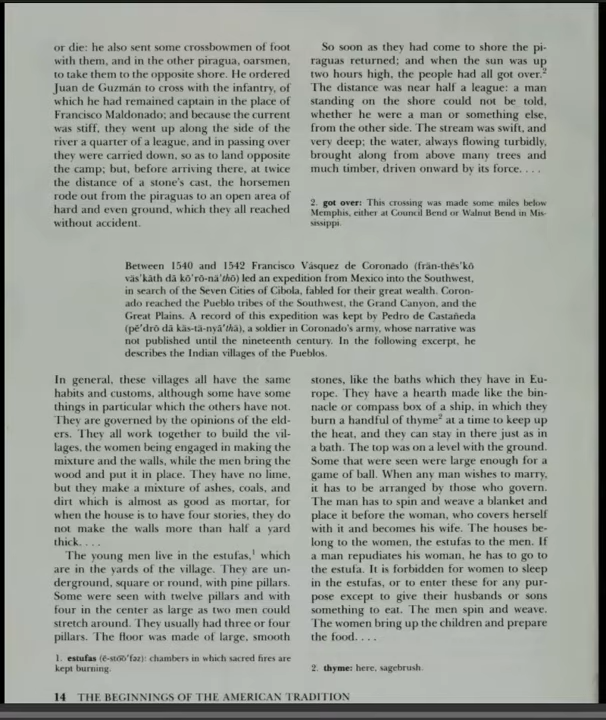 or die: he also sent some crossbowmen of foot
with them, and in the other piragua, oarsmen,
to take them to the opposite shore. He ordered
Juan de Guzmán to cross with the infantry, of
which he had remained captain in the place of
Francisco Maldonado; and because the current
was stiff, they went up along the side of the
river a quarter of a league, and in passing over
they were carried down, so as to land opposite
the camp; but, before arriving there, at twice
the distance of a stone's cast, the horsemen
rode out from the piraguas to an open area of
hard and even ground, which they all reached
without accident.
So soon as they had come to shore the pi-
raguas returned; and when the sun was up
two hours high, the people had all got over.2
The distance was near half a league: a man
standing on the shore could not be told,
whether he were a man or something else,
from the other side. The stream was swift, and
very deep; the water, always flowing turbidly,
brought along from above many trees and
much timber, driven onward by its force. . . .
2. got over: This crossing was made some miles below
Memphis, either at Council Bend or Walnut Bend in Mis-
sissippi.
Between 1540 and 1542 Francisco Vásquez de Coronado (frän-thēs'kō
väs'käth dä kō'rō-nä'thō) led an expedition from Mexico into the Southwest,
in search of the Seven Cities of Cibola, fabled for their great wealth. Coron-
ado reached the Pueblo tribes of the Southwest, the Grand Canyon, and the
Great Plains. A record of this expedition was kept by Pedro de Castañeda
(pē'drō dä käs-tä-nyā'thä), a soldier in Coronado's army, whose narrative was
not published until the nineteenth century. In the following excerpt, he
describes the Indian villages of the Pueblos.
In general, these villages all have the same
habits and customs, although some have some
things in particular which the others have not.
They are governed by the opinions of the eld-
ers. They all work together to build the vil-
lages, the women being engaged in making the
mixture and the walls, while the men bring the
wood and put it in place. They have no lime,
but they make a mixture of ashes, coals, and
dirt which is almost as good as mortar, for
when the house is to have four stories, they do
not make the walls more than half a yard
thick. . . .
The young men live in the estufas,1 which
are in the yards of the village. They are un-
derground, square or round, with pine pillars.
Some were seen with twelve pillars and with
four in the center as large as two men could
stretch around. They usually had three or four
pillars. The floor was made of large, smooth
1. estufas (ē-stōō'fəz): chambers in which sacred fires are
kept burning.
stones, like the baths which they have in Eu-
rope. They have a hearth made like the bin-
nacle or compass box of a ship, in which they
burn a handful of thyme2 at a time to keep up
the heat, and they can stay in there just as in
a bath. The top was on a level with the ground.
Some that were seen were large enough for a
game of ball. When any man wishes to marry,
it has to be arranged by those who govern.
The man has to spin and weave a blanket and
place it before the woman, who covers herself
with it and becomes his wife. The houses be-
long to the women, the estufas to the men. If
a man repudiates his woman, he has to go to
the estufa. It is forbidden for women to sleep
in the estufas, or to enter these for any pur-
pose except to give their husbands or sons
something to eat. The men spin and weave.
The women bring up the children and prepare
the food. . . .
2. thyme: here, sagebrush.
14 THE BEGINNINGS OF THE AMERICAN TRADITION